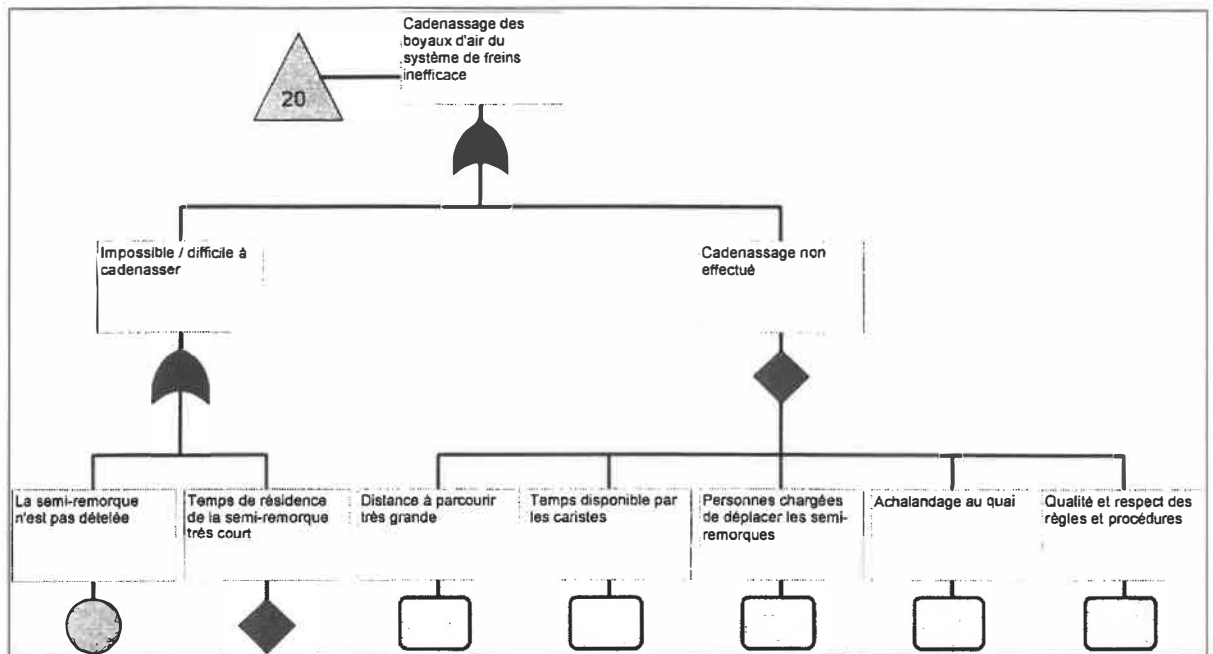 Cadenassage des
boyaux d'air du
système de freins
inefficace
20
Impossible / difficile à
cadenasser
Cadenassage non
effectué
La semi-remorque
n'est pas dételée
Temps de résidence
de la semi-remorque
très court
Distance à parcourir
très grande
Temps disponible par
les caristes
Personnes chargées
de déplacer les semi-
remorques
Achalandage au quai
Qualité et respect des
règles et procédures